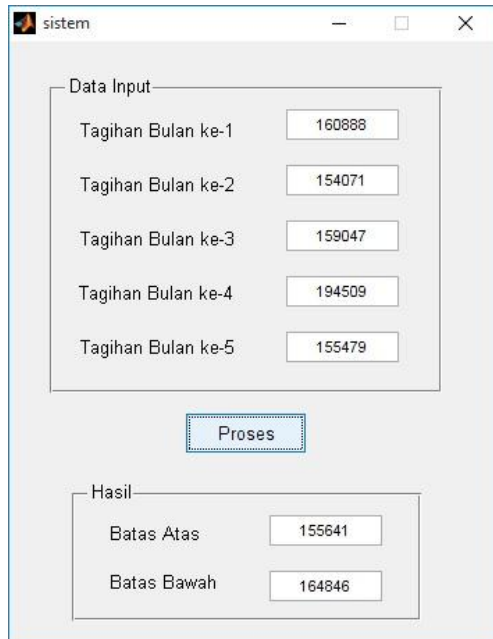 sistem
Data Input
Tagihan Bulan ke-1 160888
Tagihan Bulan ke-2 154071
Tagihan Bulan ke-3 159047
Tagihan Bulan ke-4 194509
Tagihan Bulan ke-5 155479
Proses
Hasil
Batas Atas 155641
Batas Bawah 164846